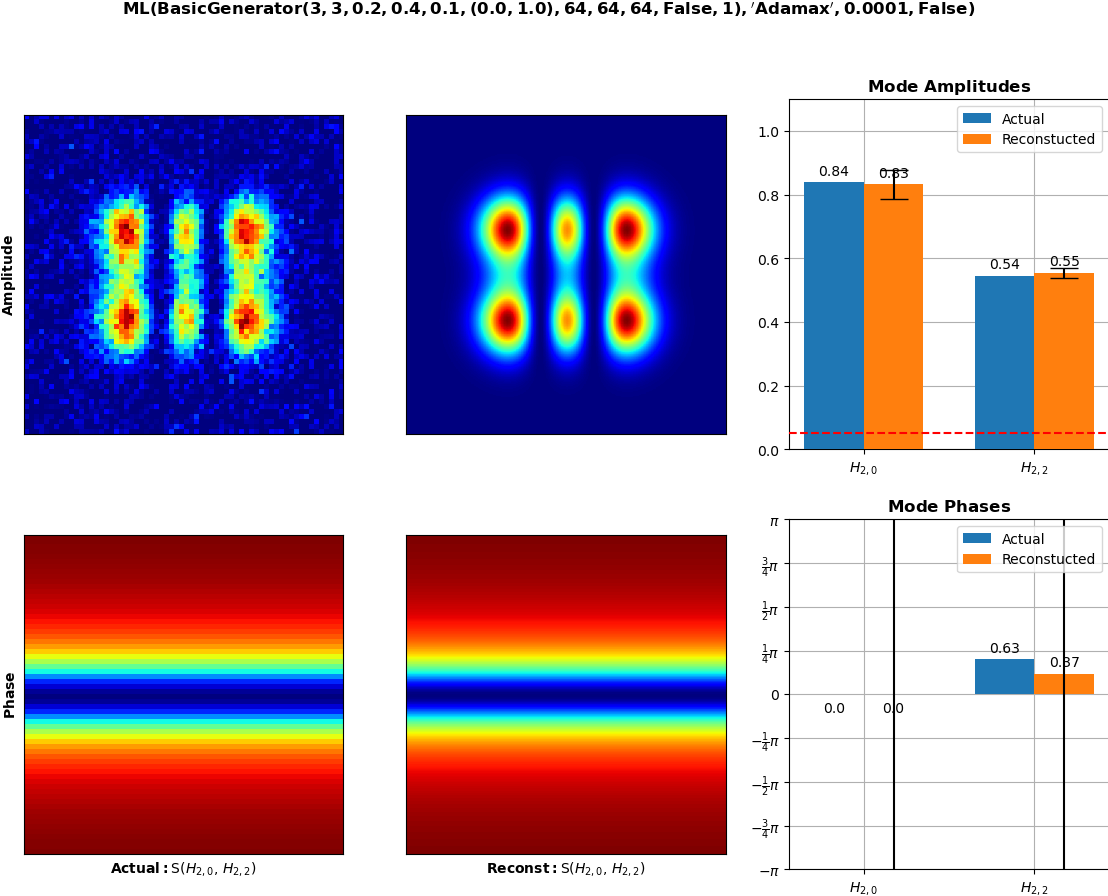 ML(BasicGenerator(3, 3, 0.2, 0.4, 0.1, (0.0, 1.0), 64, 64, 64, False, 1), 'Adamax', 0.0001, False)
Amplitude
Mode Amplitudes
Actual
Reconstucted
0.84
0.83
0.54
0.55
1.0
0.8
0.6
0.4
0.2
0.0
H2,0
H2,2
Phase
Actual: S(H2,0, H2,2)
Reconst: S(H2,0, H2,2)
Mode Phases
Actual
Reconstucted
0.0
0.0
0.63
0.37
π
3/4π
1/2π
1/4π
0
−1/4π
−1/2π
−3/4π
−π
H2,0
H2,2